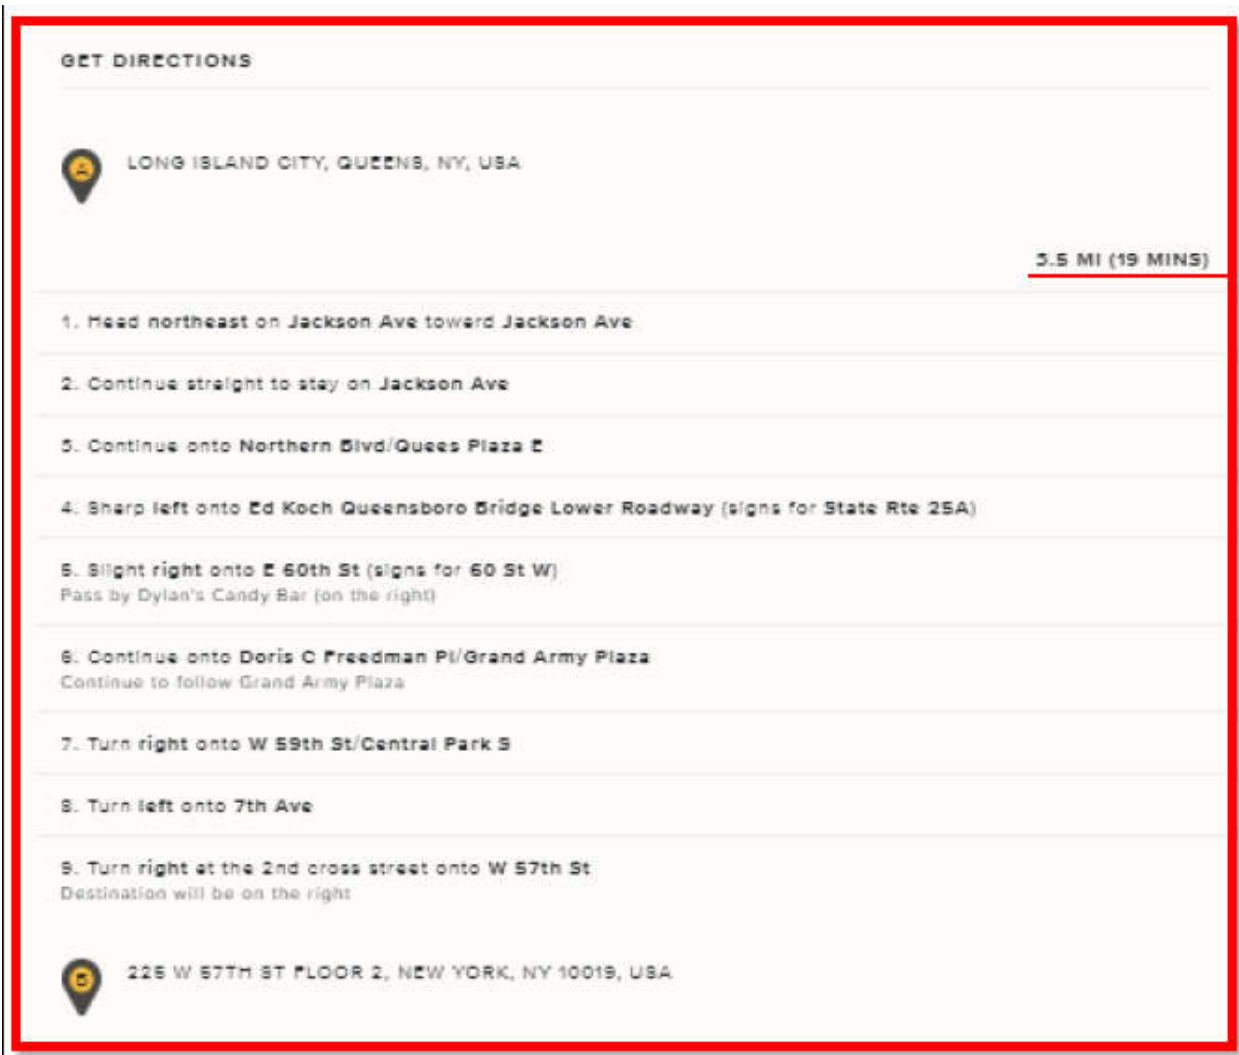 GET DIRECTIONS
A
LONG ISLAND CITY, QUEENS, NY, USA
3.5 MI (19 MINS)
1. Head northeast on Jackson Ave toward Jackson Ave
2. Continue straight to stay on Jackson Ave
3. Continue onto Northern Blvd/Quees Plaza E
4. Sharp left onto Ed Koch Queensboro Bridge Lower Roadway (signs for State Rte 25A)
5. Slight right onto E 60th St (signs for 60 St W)
Pass by Dylan's Candy Bar (on the right)
6. Continue onto Doris C Freedman Pl/Grand Army Plaza
Continue to follow Grand Army Plaza
7. Turn right onto W 59th St/Central Park S
8. Turn left onto 7th Ave
9. Turn right at the 2nd cross street onto W 57th St
Destination will be on the right
B
225 W 57TH ST FLOOR 2, NEW YORK, NY 10019, USA